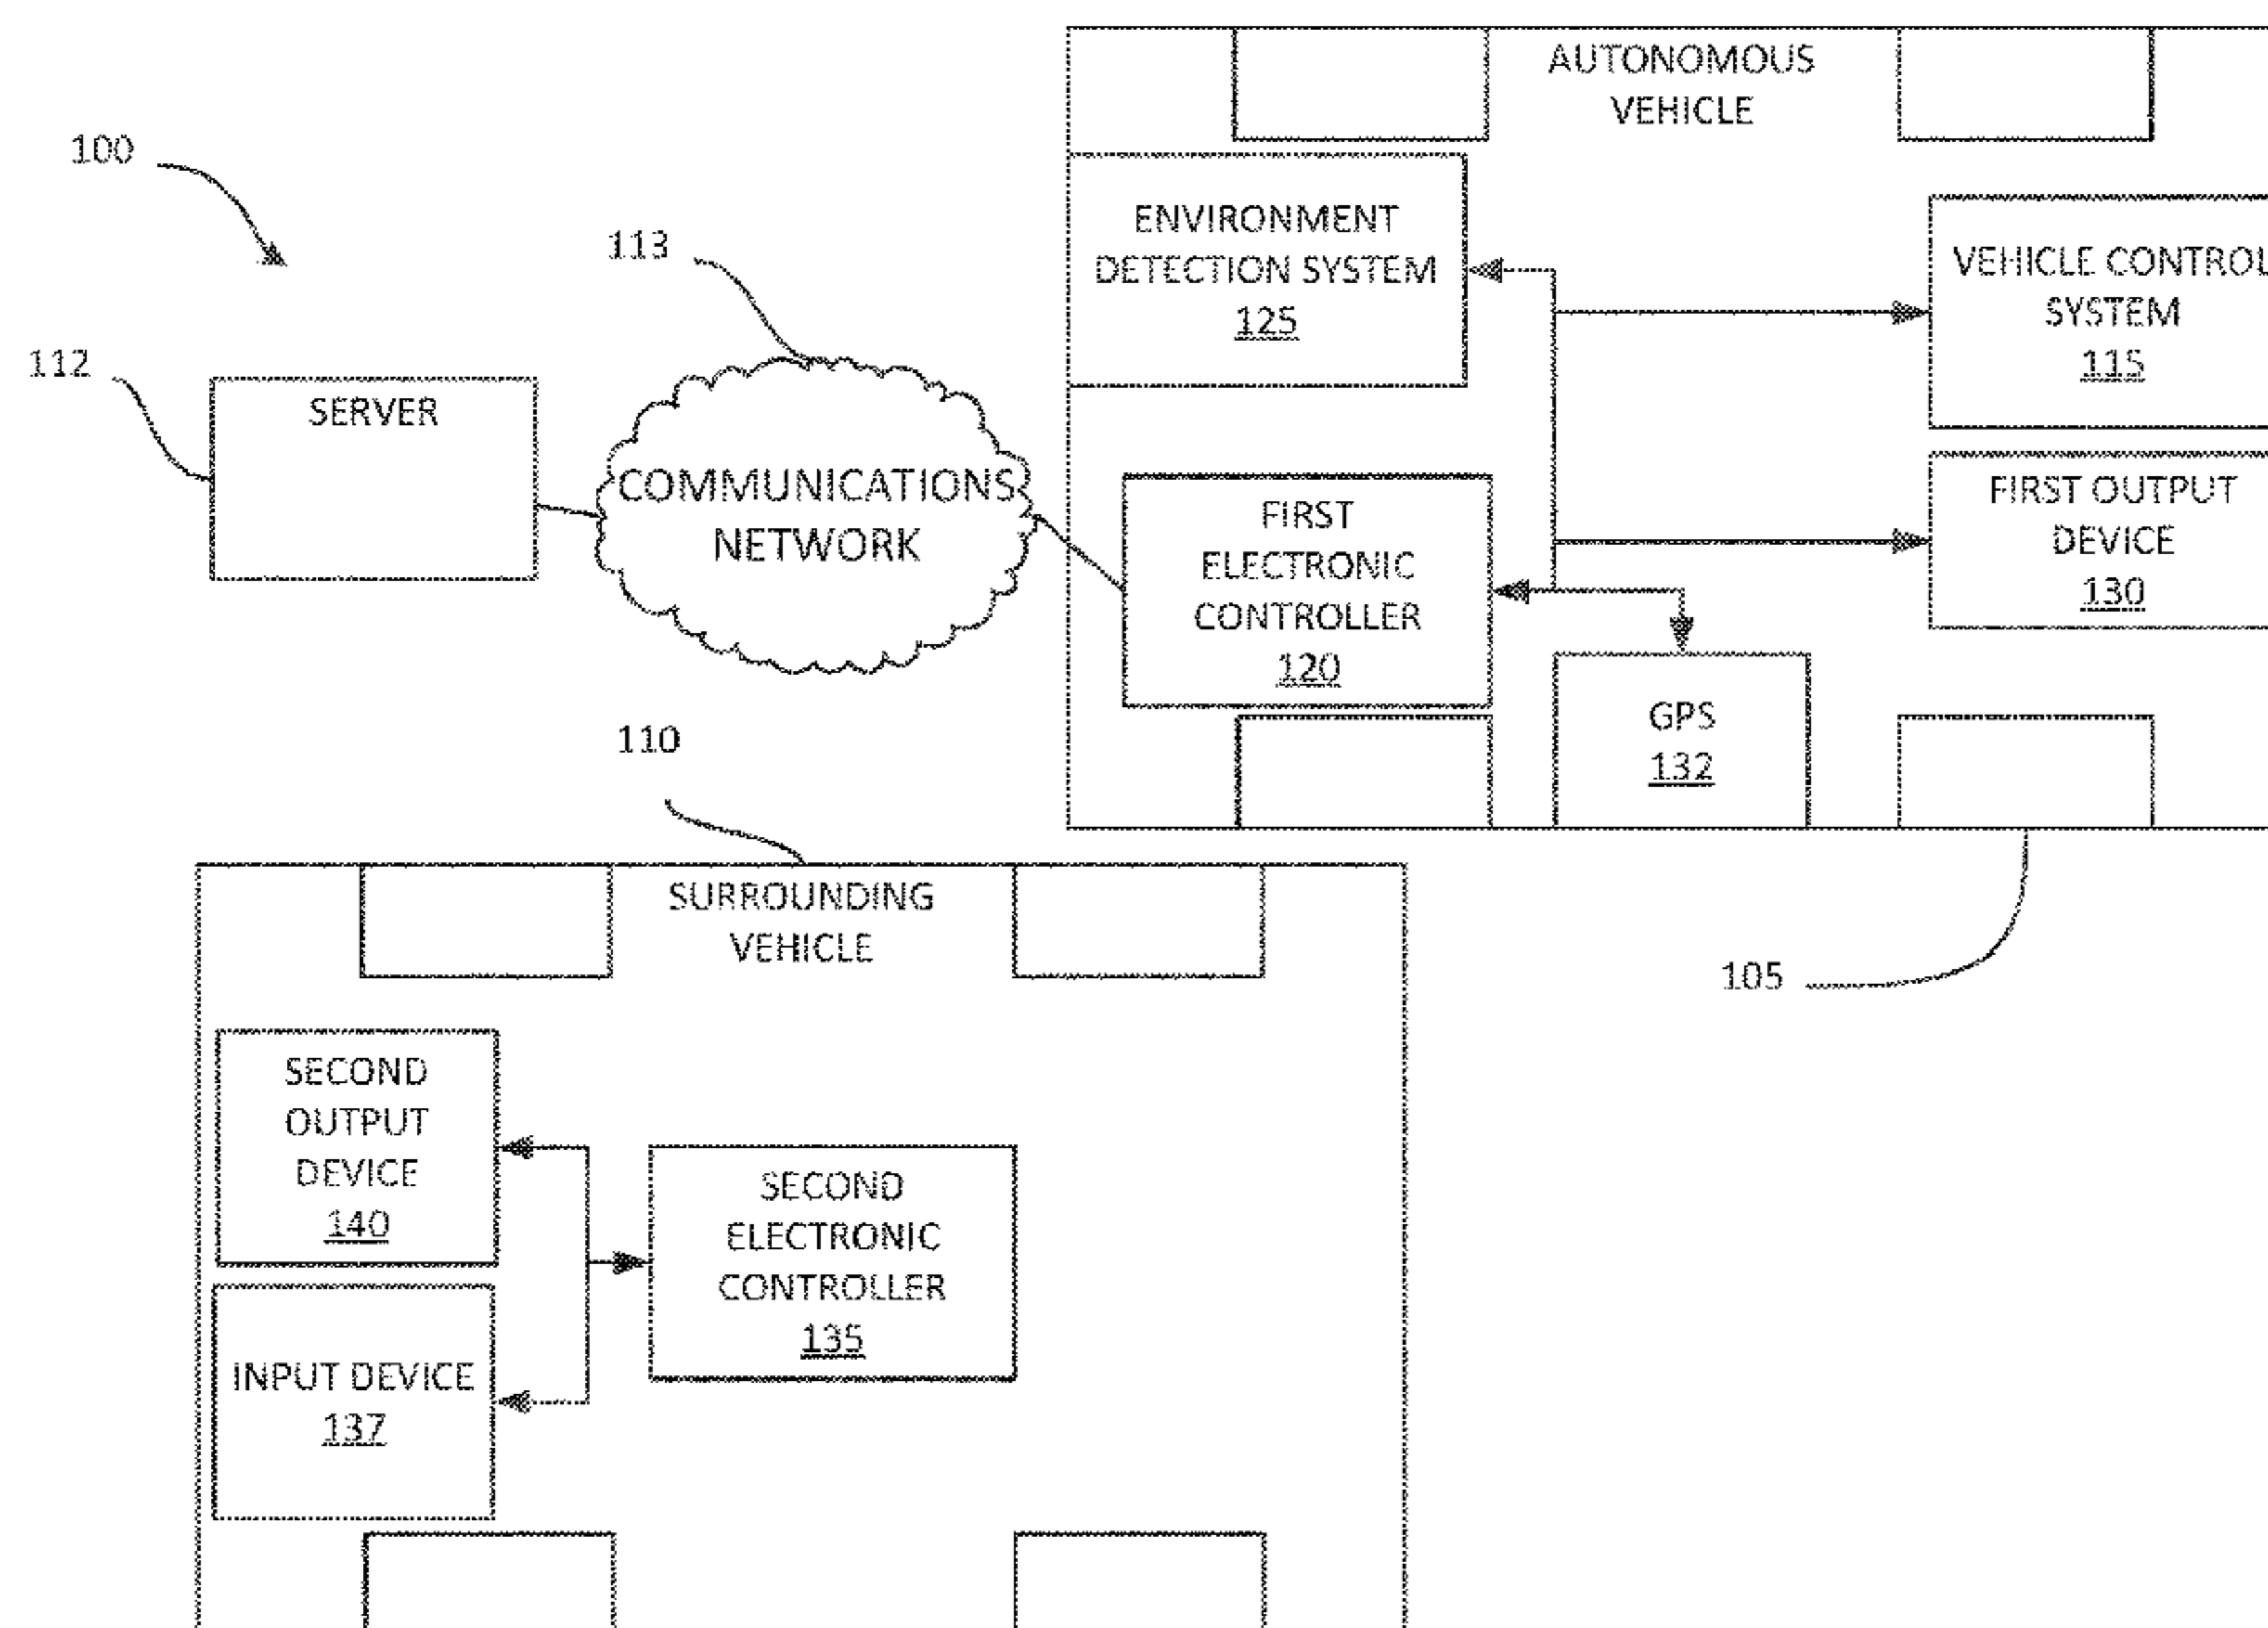 AUTONOMOUS
VEHICLE
100
ENVIRONMENT
DETECTION SYSTEM
125
113
VEHICLE CONTROL
SYSTEM
115
112
SERVER
COMMUNICATIONS
NETWORK
FIRST
ELECTRONIC
CONTROLLER
120
FIRST OUTPUT
DEVICE
130
GPS
132
110
SURROUNDING
VEHICLE
105
SECOND
OUTPUT
DEVICE
140
SECOND
ELECTRONIC
CONTROLLER
135
INPUT DEVICE
137